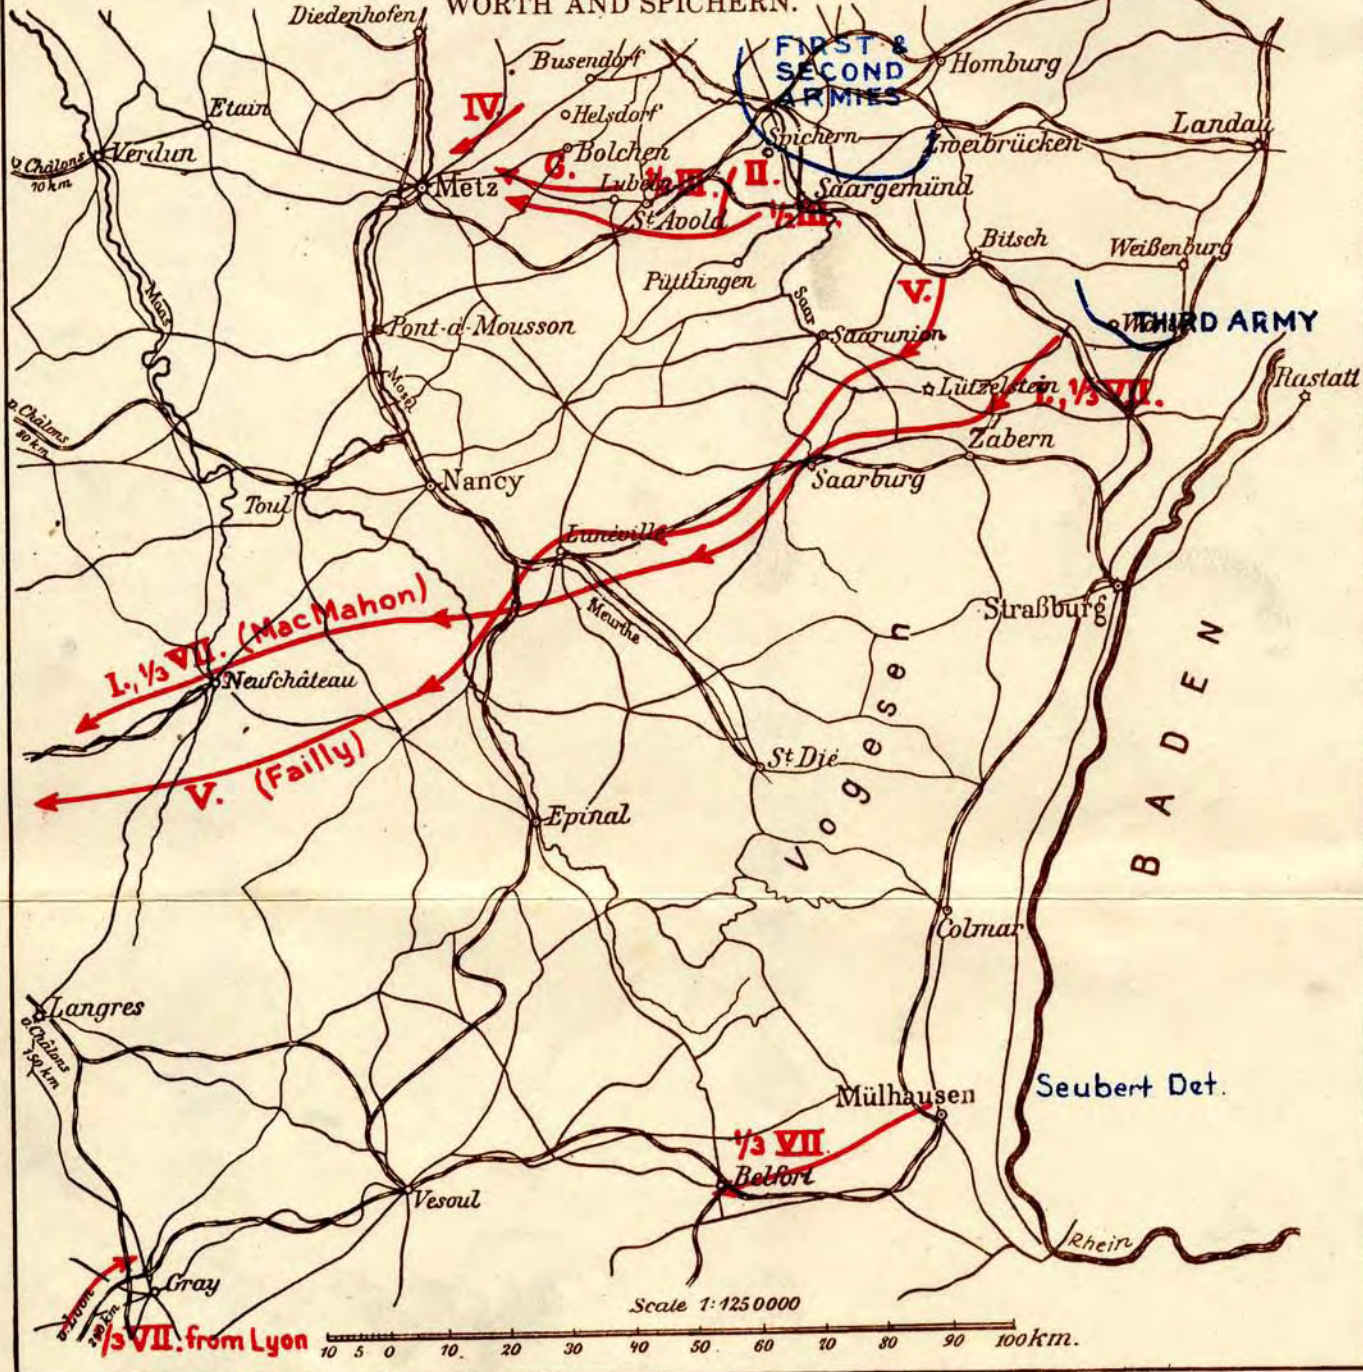 WÖRTH AND SPICHERN.
Diedenhofen
FIRST &
SECOND
ARMIES
Busendorf
Homburg
IV.
Etain
Helsdorf
Landau
Spichern
Zweibrücken
Verdun
Bolchen
n. Châlons
70 km
G.
½ III.
II.
Metz
Lubeln
Saargemünd
St. Avold
½ III.
Bitsch
Weißenburg
Püttlingen
V.
Maas
Saar
THIRD ARMY
Pont-à-Mousson
Saarunion
Mosel
Lützelstein
I., ⅓ VII.
Rastatt
n. Châlons
80 km
Zabern
Nancy
Saarburg
Toul
Lunéville
Straßburg
Meurthe
I., ⅓ VII. (MacMahon)
Neufchâteau
Vogesen
BADEN
St. Dié
V. (Failly)
Epinal
Colmar
Langres
n. Châlons
150 km
Mülhausen
Seubert Det.
⅓ VII.
Belfort
Vesoul
Rhein
Gray
n. Lyon
Scale 1:1250000
⅓ VII. from Lyon
10 5 0 10 20 30 40 50 60 70 80 90 100 km.